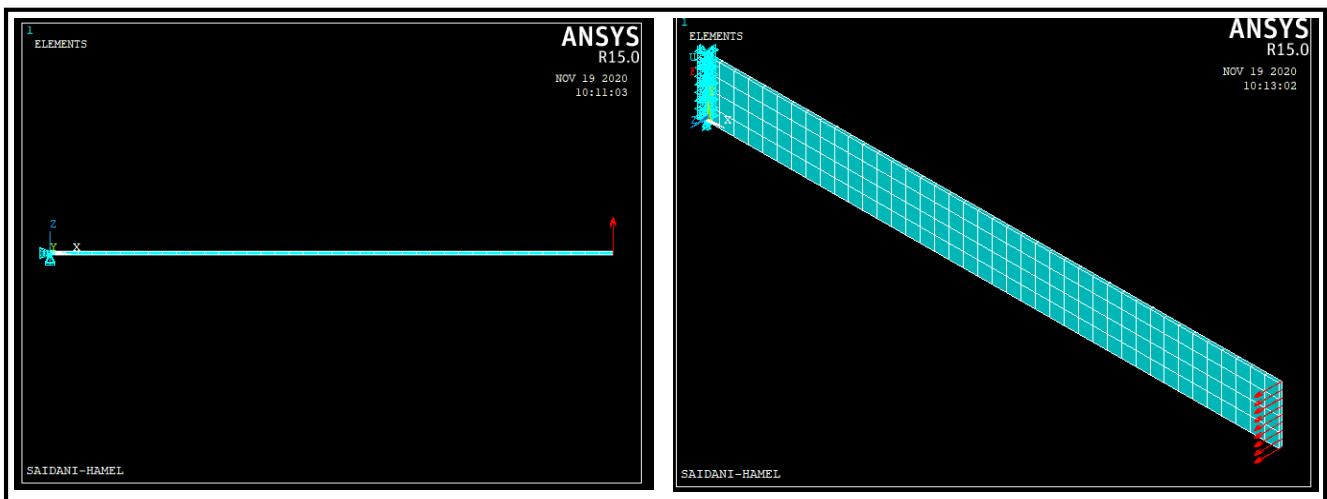 1
ELEMENTS
ANSYS
R15.0
NOV 19 2020
10:11:03
Z
Y
X
SAIDANI-HAMEL
1
ELEMENTS
U
F
ANSYS
R15.0
NOV 19 2020
10:13:02
Z
X
SAIDANI-HAMEL